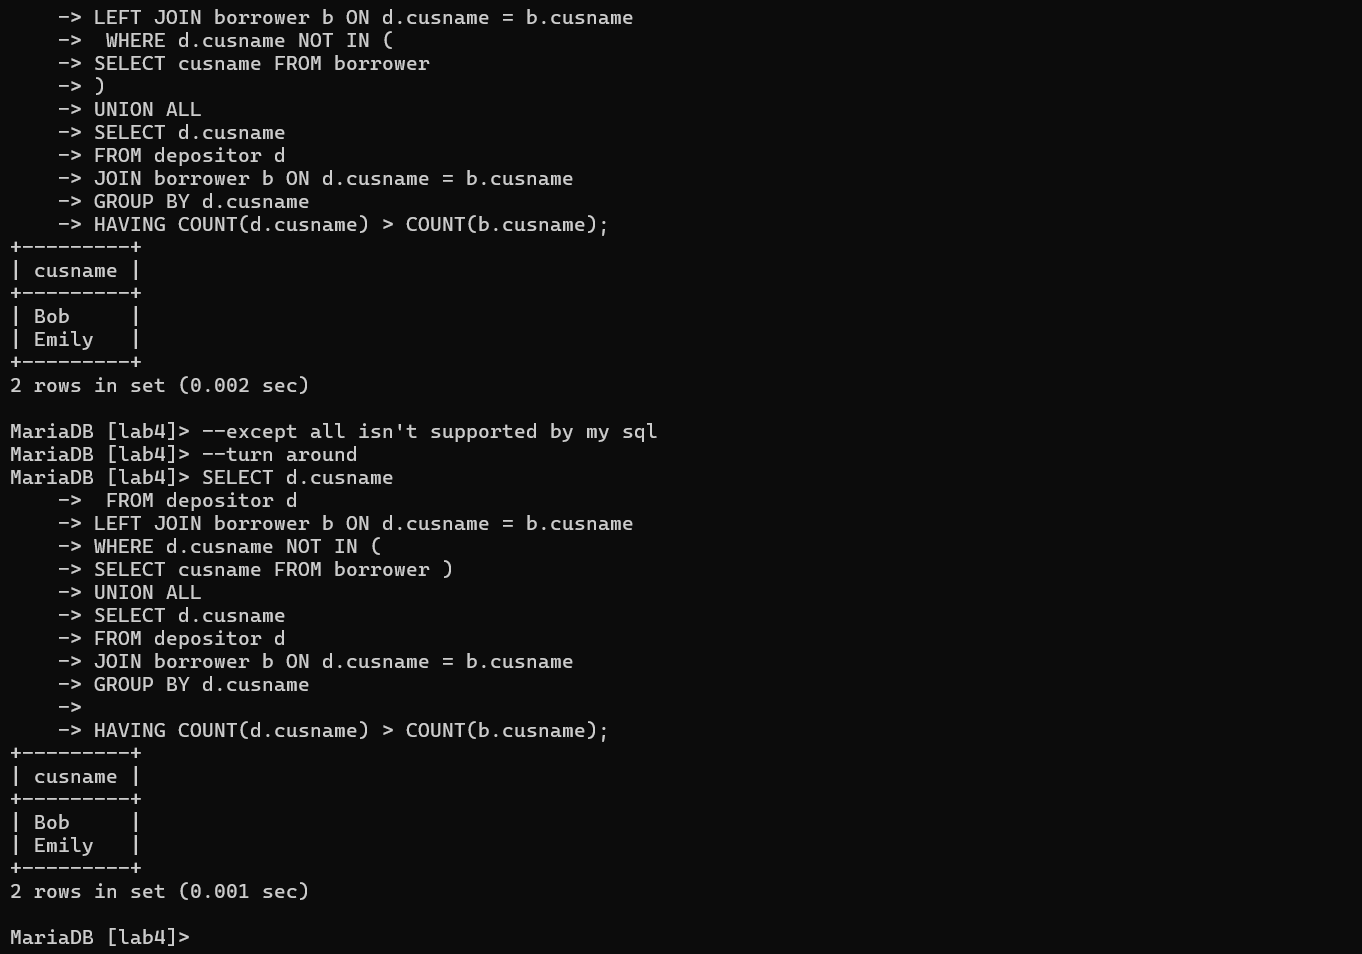 -> LEFT JOIN borrower b ON d.cusname = b.cusname
    ->  WHERE d.cusname NOT IN (
    -> SELECT cusname FROM borrower
    -> )
    -> UNION ALL
    -> SELECT d.cusname
    -> FROM depositor d
    -> JOIN borrower b ON d.cusname = b.cusname
    -> GROUP BY d.cusname
    -> HAVING COUNT(d.cusname) > COUNT(b.cusname);
+---------+
| cusname |
+---------+
| Bob     |
| Emily   |
+---------+
2 rows in set (0.002 sec)

MariaDB [lab4]> --except all isn't supported by my sql
MariaDB [lab4]> --turn around
MariaDB [lab4]> SELECT d.cusname
    ->  FROM depositor d
    -> LEFT JOIN borrower b ON d.cusname = b.cusname
    -> WHERE d.cusname NOT IN (
    -> SELECT cusname FROM borrower )
    -> UNION ALL
    -> SELECT d.cusname
    -> FROM depositor d
    -> JOIN borrower b ON d.cusname = b.cusname
    -> GROUP BY d.cusname
    ->
    -> HAVING COUNT(d.cusname) > COUNT(b.cusname);
+---------+
| cusname |
+---------+
| Bob     |
| Emily   |
+---------+
2 rows in set (0.001 sec)

MariaDB [lab4]>